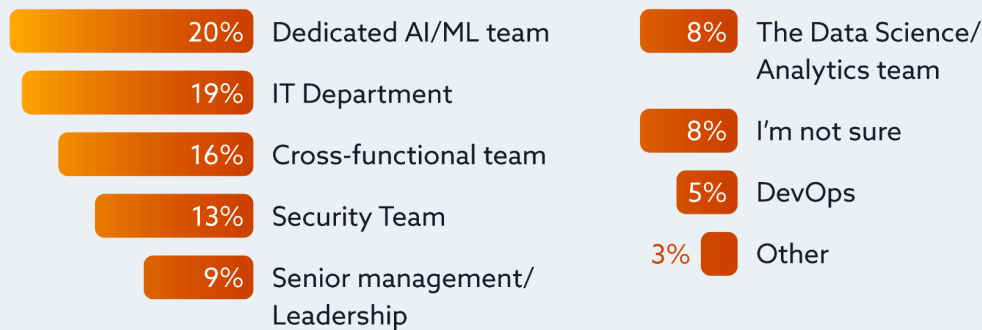 20% Dedicated AI/ML team
19% IT Department
16% Cross-functional team
13% Security Team
9% Senior management/
Leadership
8% The Data Science/
Analytics team
8% I’m not sure
5% DevOps
3% Other